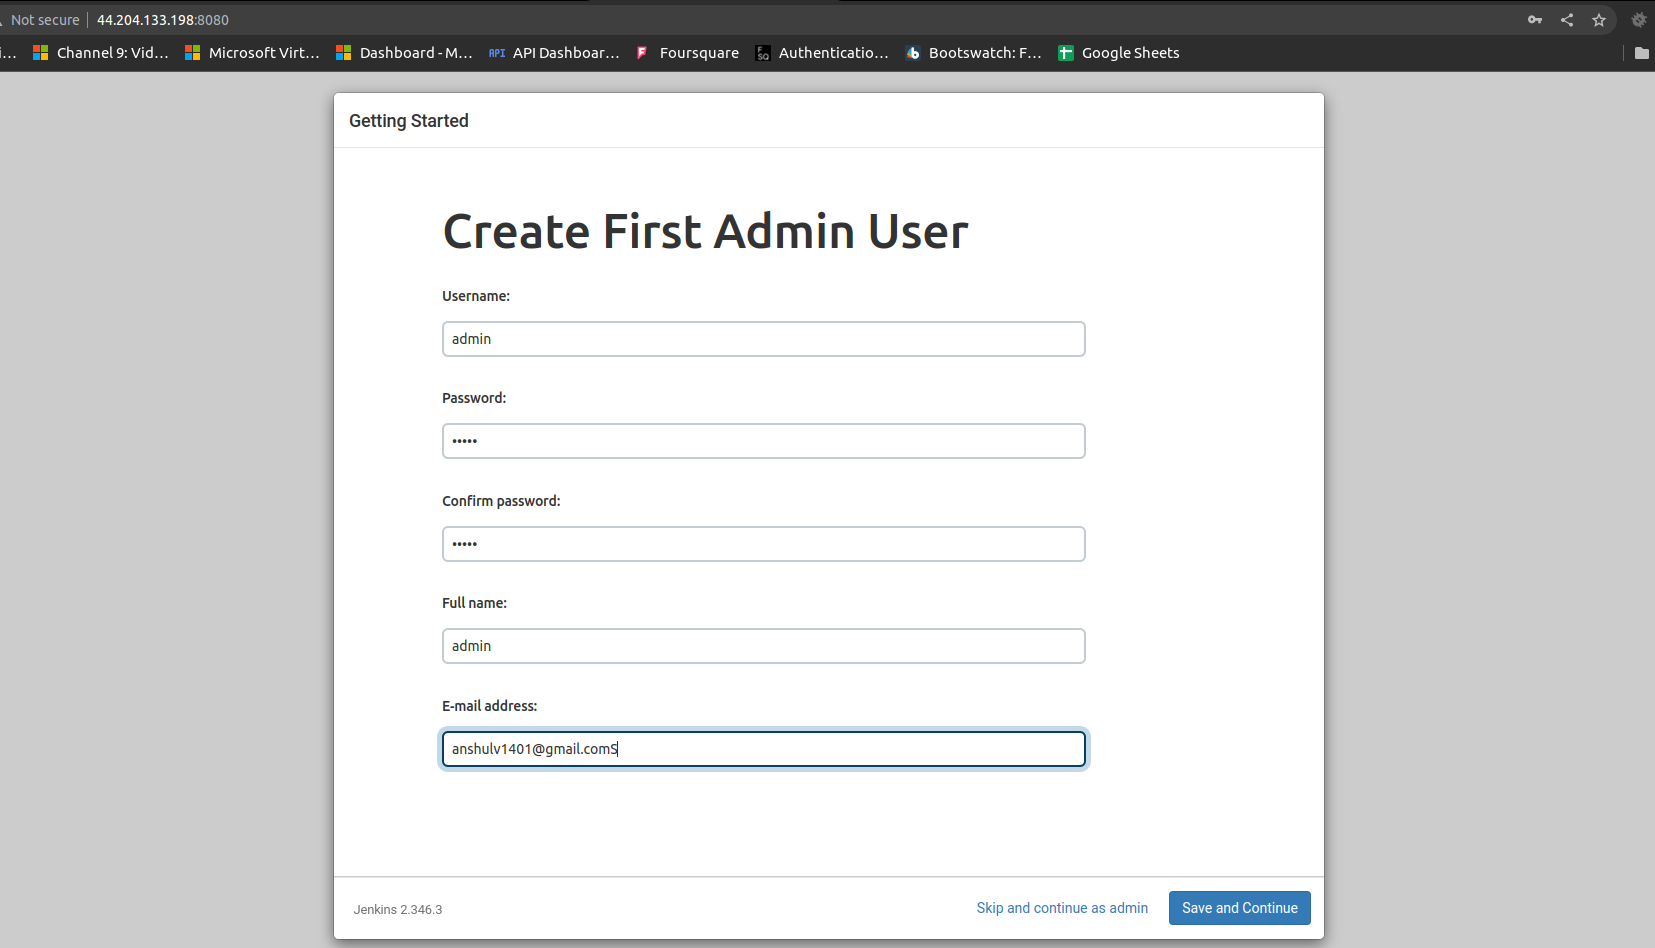 Not secure 44.204.133.198:8080
i... Channel 9: Vid... Microsoft Virt... Dashboard - M... API API Dashboar... Foursquare FSQ Authenticatio... Bootswatch: F... Google Sheets
Getting Started
Create First Admin User
Username:
admin
Password:
•••••
Confirm password:
•••••
Full name:
admin
E-mail address:
anshulv1401@gmail.comS
Jenkins 2.346.3 Skip and continue as admin Save and Continue